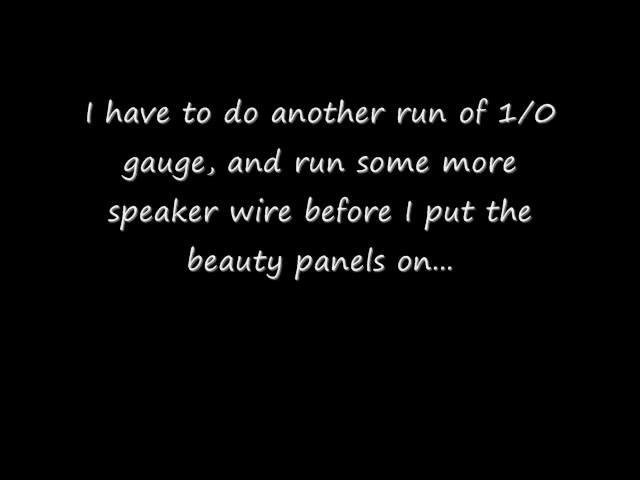 I have to do another run of 1/0
gauge, and run some more
speaker wire before I put the
beauty panels on...